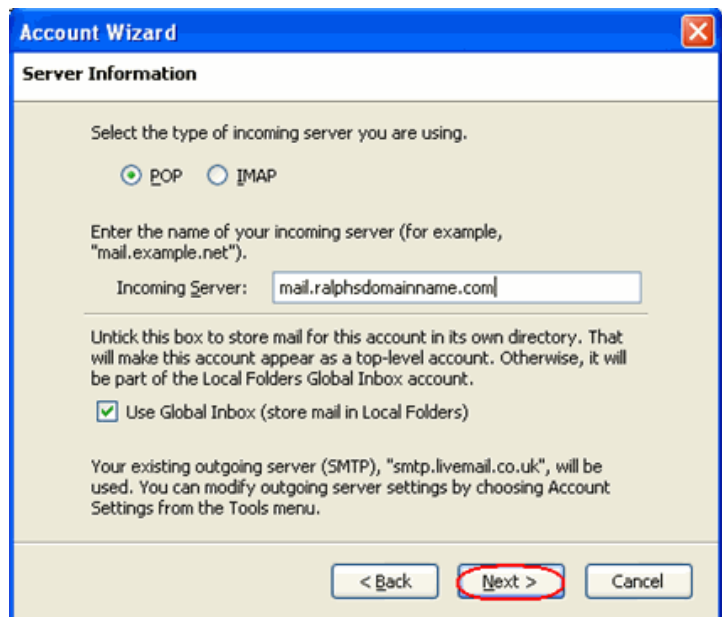 Account Wizard
Server Information
Select the type of incoming server you are using.
POP IMAP
Enter the name of your incoming server (for example,
"mail.example.net").
Incoming Server: mail.ralphsdomainname.com
Untick this box to store mail for this account in its own directory. That
will make this account appear as a top-level account. Otherwise, it will
be part of the Local Folders Global Inbox account.
Use Global Inbox (store mail in Local Folders)
Your existing outgoing server (SMTP), "smtp.livemail.co.uk", will be
used. You can modify outgoing server settings by choosing Account
Settings from the Tools menu.
< Back Next > Cancel